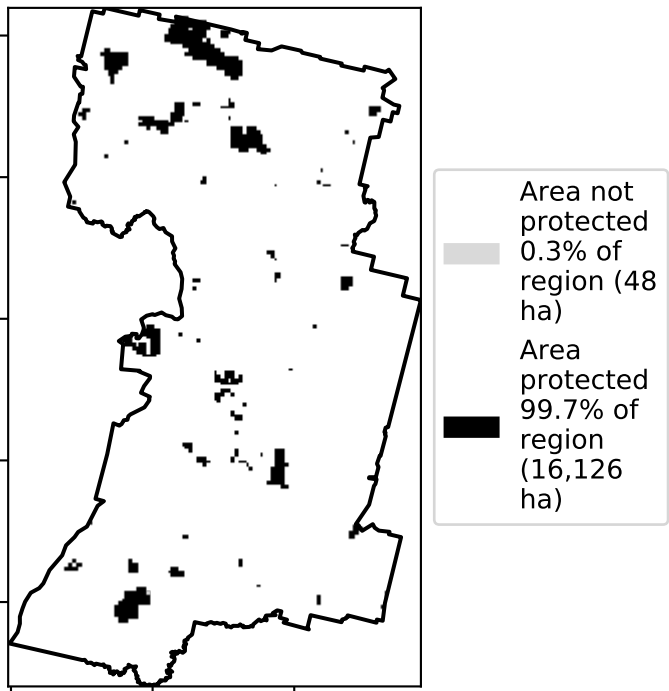 Area not
protected
0.3% of
region (48
ha)
Area
protected
99.7% of
region
(16,126
ha)